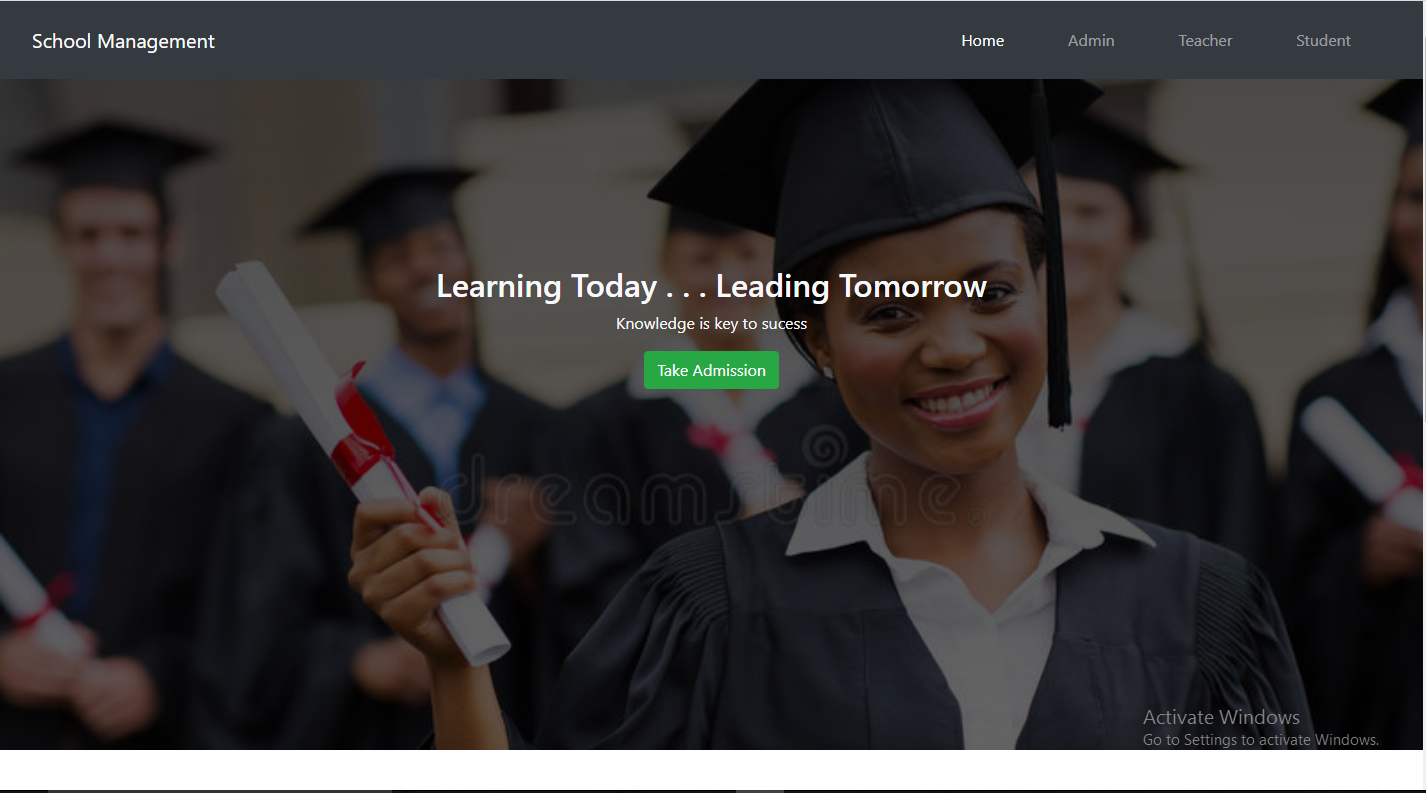 School Management
Home Admin Teacher Student
Learning Today . . . Leading Tomorrow
Knowledge is key to sucess
Take Admission
dreamstime
Activate Windows
Go to Settings to activate Windows.